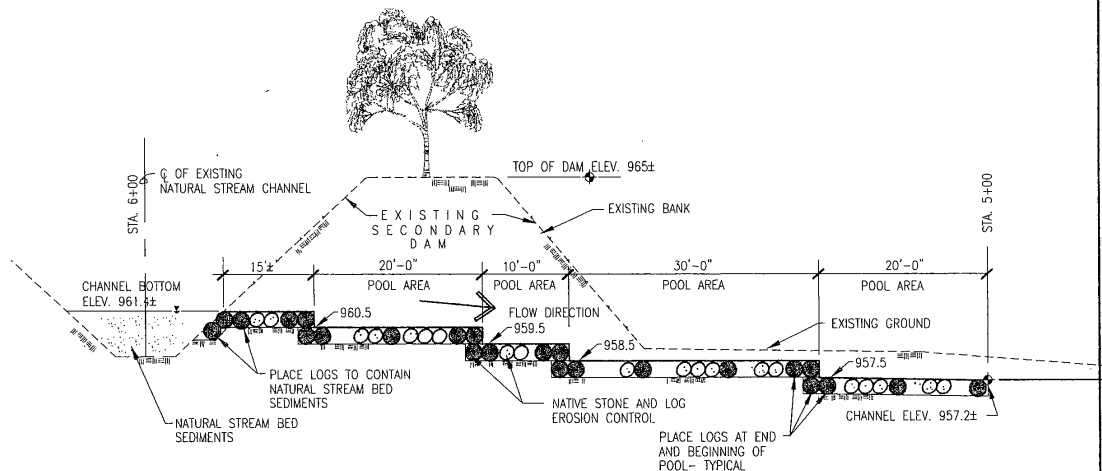 TOP OF DAM ELEV. 965±
℄ OF EXISTING
NATURAL STREAM CHANNEL
STA. 6+00
STA. 5+00
EXISTING
SECONDARY
DAM
EXISTING BANK
15'±
20'-0"
10'-0"
30'-0"
20'-0"
CHANNEL BOTTOM
ELEV. 961.4±
POOL AREA
POOL AREA
POOL AREA
POOL AREA
960.5
FLOW DIRECTION
959.5
EXISTING GROUND
958.5
957.5
PLACE LOGS TO CONTAIN
NATURAL STREAM BED
SEDIMENTS
NATIVE STONE AND LOG
EROSION CONTROL
CHANNEL ELEV. 957.2±
NATURAL STREAM BED
SEDIMENTS
PLACE LOGS AT END
AND BEGINNING OF
POOL- TYPICAL